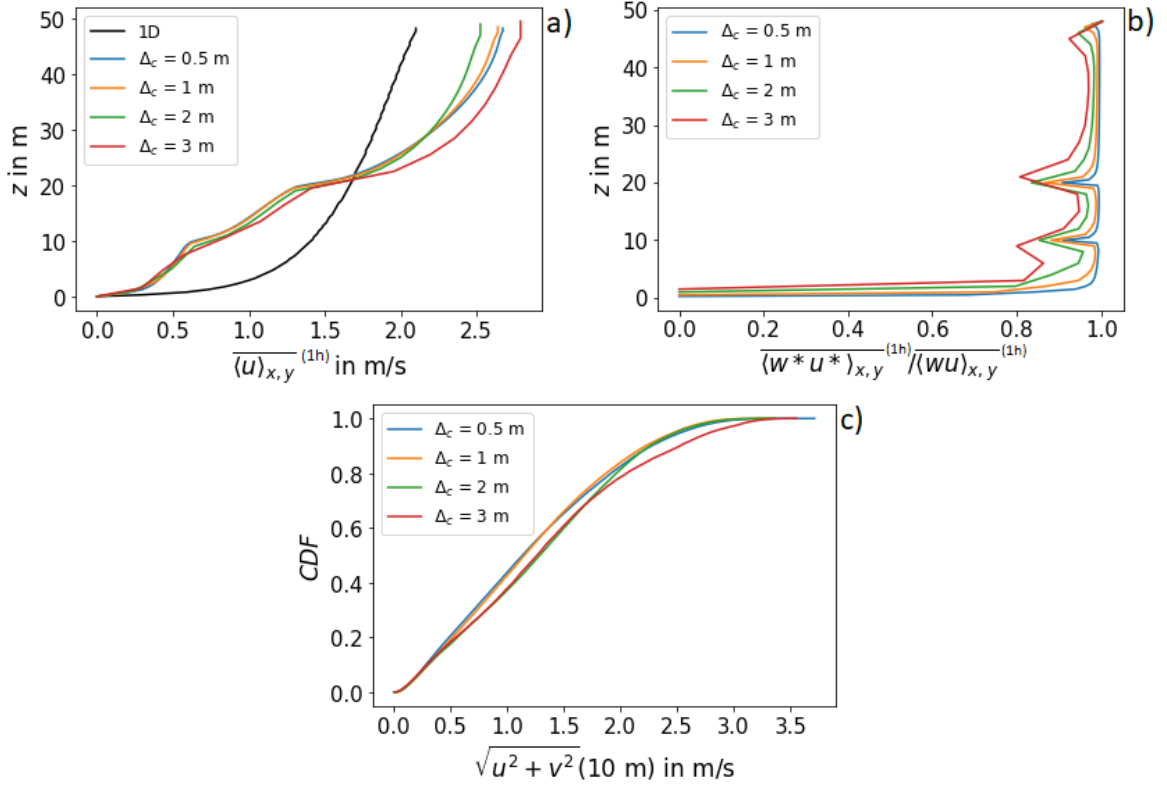 a)
50
40
30
20
10
0
z in m
1D
Δc = 0.5 m
Δc = 1 m
Δc = 2 m
Δc = 3 m
0.0 0.5 1.0 1.5 2.0 2.5
⟨u⟩x, y (1h) in m/s
b)
50
40
30
20
10
0
z in m
Δc = 0.5 m
Δc = 1 m
Δc = 2 m
Δc = 3 m
0.0 0.2 0.4 0.6 0.8 1.0
⟨w*u*⟩x, y (1h)/⟨wu⟩x, y (1h)
c)
1.0
0.8
0.6
0.4
0.2
0.0
CDF
Δc = 0.5 m
Δc = 1 m
Δc = 2 m
Δc = 3 m
0.0 0.5 1.0 1.5 2.0 2.5 3.0 3.5
√u² + v² (10 m) in m/s